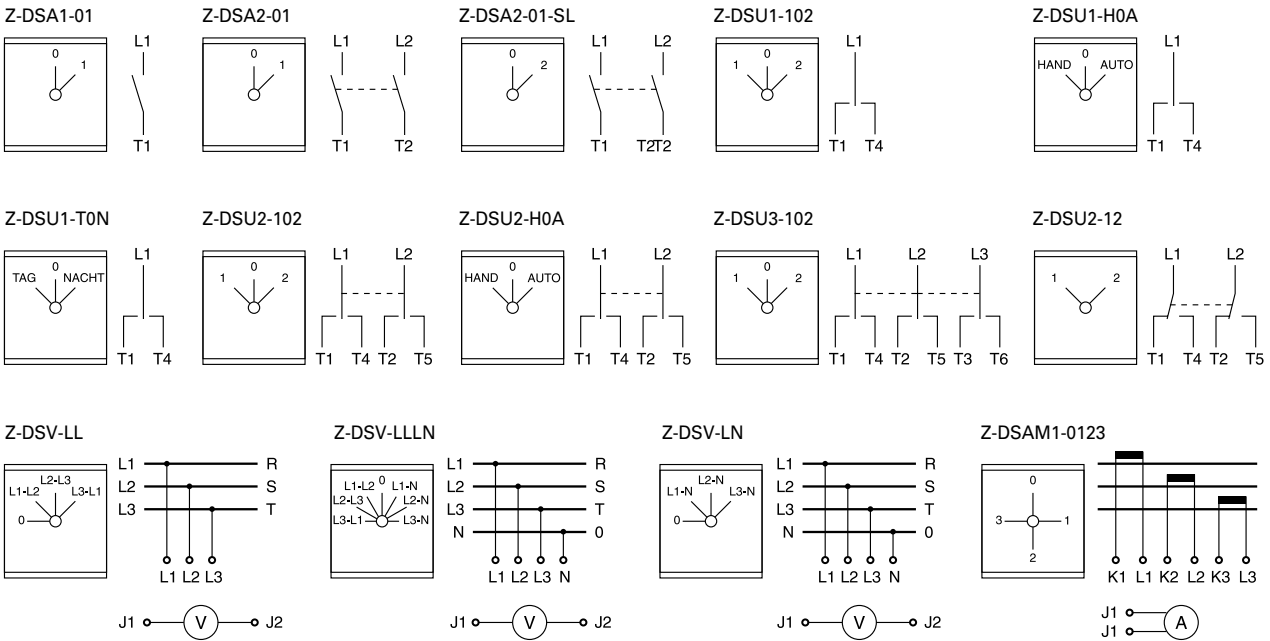 Z-DSA1-01 Z-DSA2-01 Z-DSA2-01-SL Z-DSU1-102 Z-DSU1-H0A
L1 L1 L2 L1 L2 L1 L1
0 0 0 0 0
1 1 2 1 2 HAND AUTO
T1 T1 T2 T1 T2T2 T1 T4 T1 T4
Z-DSU1-T0N Z-DSU2-102 Z-DSU2-H0A Z-DSU3-102 Z-DSU2-12
L1 L1 L2 L1 L2 L1 L2 L3 L1 L2
0 0 0 0
TAG NACHT 1 2 HAND AUTO 1 2 1 2
T1 T4 T1 T4 T2 T5 T1 T4 T2 T5 T1 T4 T2 T5 T3 T6 T1 T4 T2 T5
Z-DSV-LL Z-DSV-LLLN Z-DSV-LN Z-DSAM1-0123
L1 R L1 R L1 R
L2-L3 L1-L2 0 L1-N L2-N 0
L1-L2 L3-L1 L2 S L2-L3 L2-N L2 S L1-N L3-N L2 S
0 L3 T L3-L1 L3-N L3 T 0 L3 T 3 1
N 0 N 0 2
L1 L2 L3 L1 L2 L3 N L1 L2 L3 N K1 L1 K2 L2 K3 L3
J1 V J2 J1 V J2 J1 V J2 J1 A
J1